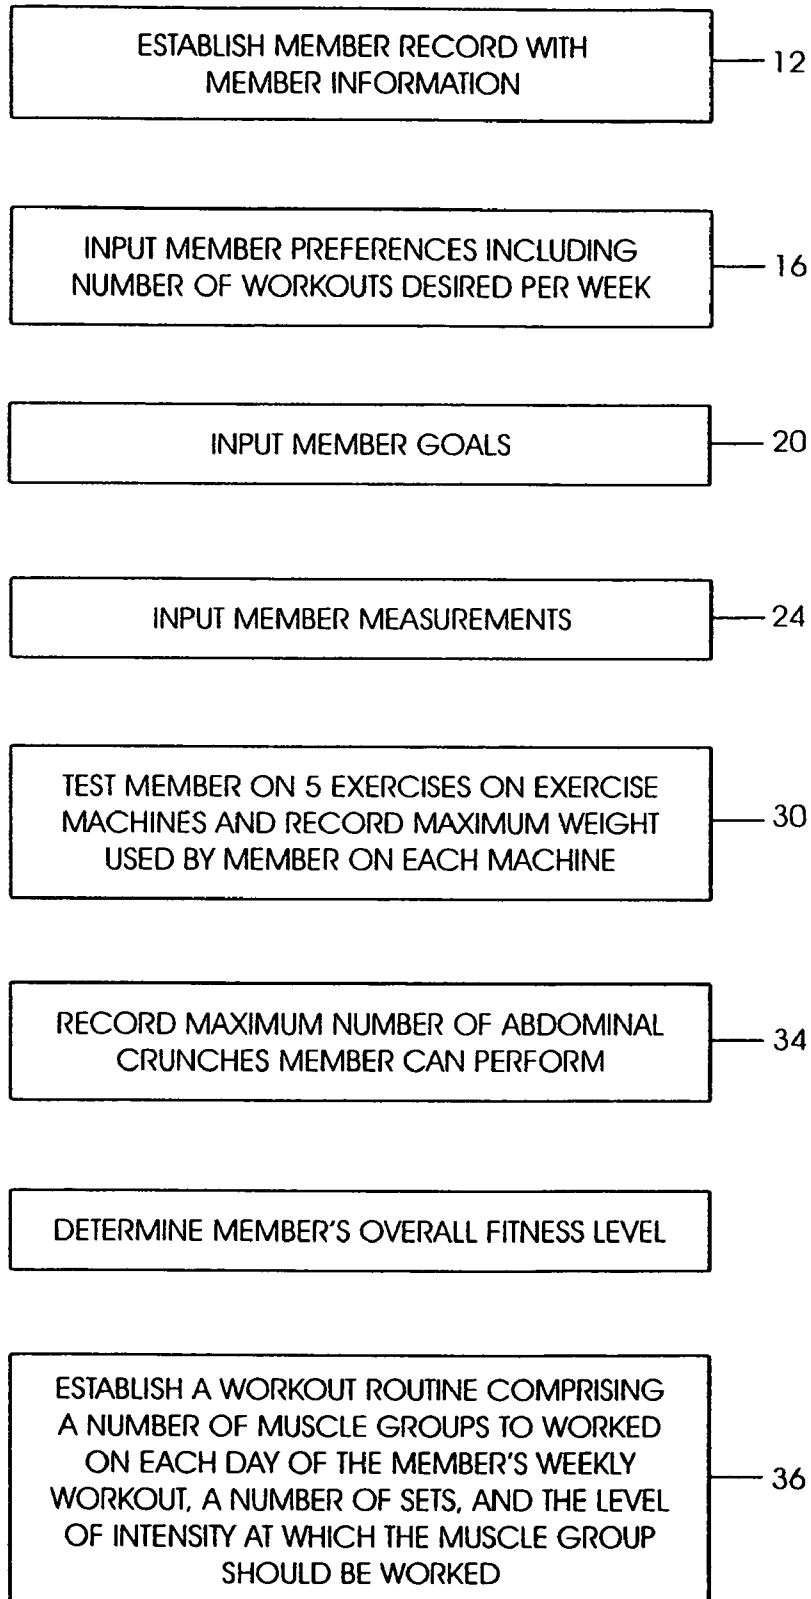 ESTABLISH MEMBER RECORD WITH
MEMBER INFORMATION
12
INPUT MEMBER PREFERENCES INCLUDING
NUMBER OF WORKOUTS DESIRED PER WEEK
16
INPUT MEMBER GOALS
20
INPUT MEMBER MEASUREMENTS
24
TEST MEMBER ON 5 EXERCISES ON EXERCISE
MACHINES AND RECORD MAXIMUM WEIGHT
USED BY MEMBER ON EACH MACHINE
30
RECORD MAXIMUM NUMBER OF ABDOMINAL
CRUNCHES MEMBER CAN PERFORM
34
DETERMINE MEMBER'S OVERALL FITNESS LEVEL
ESTABLISH A WORKOUT ROUTINE COMPRISING
A NUMBER OF MUSCLE GROUPS TO WORKED
ON EACH DAY OF THE MEMBER'S WEEKLY
WORKOUT, A NUMBER OF SETS, AND THE LEVEL
OF INTENSITY AT WHICH THE MUSCLE GROUP
SHOULD BE WORKED
36